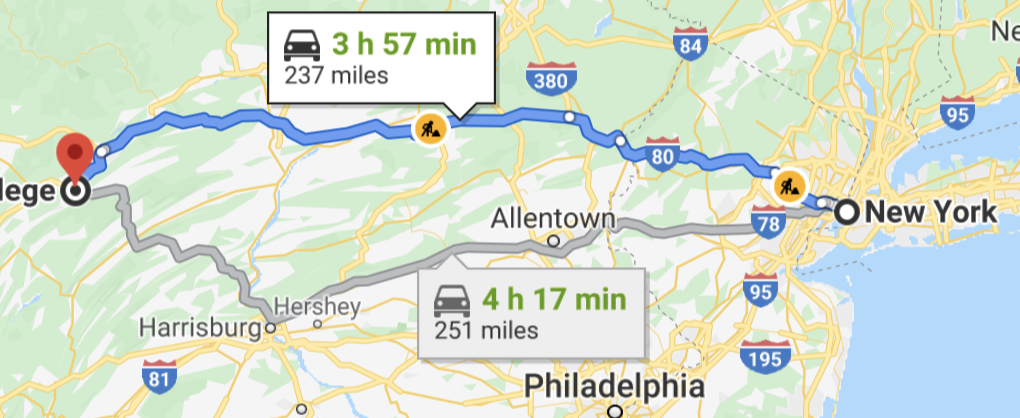 3 h 57 min
237 miles
84
Ne
380
95
80
lege
New York
Allentown
78
4 h 17 min
251 miles
95
Hershey
Harrisburg
195
81
Philadelphia